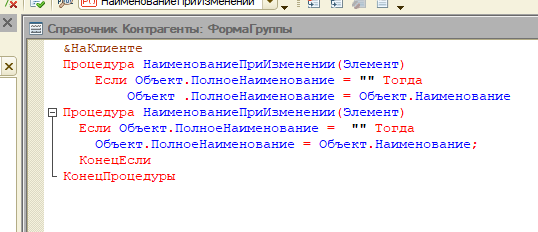 НаименованиеПриИзменении
Справочник Контрагенты: ФормаГруппы
&НаКлиенте
Процедура НаименованиеПриИзменении(Элемент)
Если Объект.ПолноеНаименование = "" Тогда
Объект .ПолноеНаименование = Объект.Наименование
Процедура НаименованиеПриИзменении(Элемент)
Если Объект.ПолноеНаименование =  "" Тогда
Объект.ПолноеНаименование = Объект.Наименование;
КонецЕсли
КонецПроцедуры